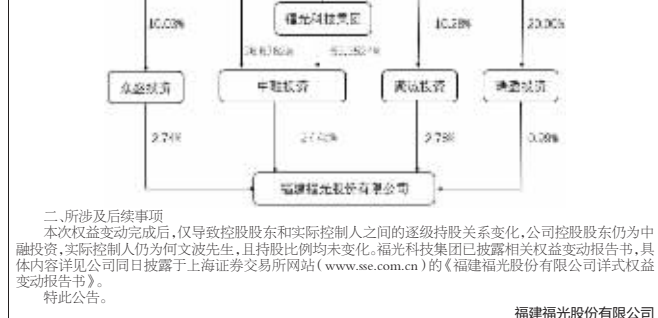 10.03%
福光科技集团
10.28%
20.00%
众盛投资
中融投资
投资
投资
2.74%
2.78%
0.98%
福建福光股份有限公司
二、所涉及后续事项
本次权益变动完成后,仅导致控股股东和实际控制人之间的逐级持股关系变化,公司控股股东仍为中
融投资,实际控制人仍为何文波先生,且持股比例均未变化。福光科技集团已披露相关权益变动报告书,具
体内容详见公司同日披露于上海证券交易所网站(www.sse.com.cn)的《福建福光股份有限公司详式权益
变动报告书》。
特此公告。
福建福光股份有限公司